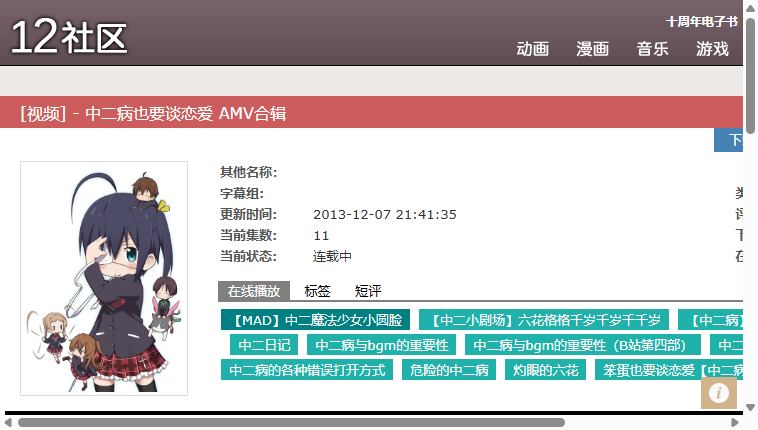 十周年电子书
12社区
动画 漫画 音乐 游戏
[视频] - 中二病也要谈恋爱 AMV合辑
其他名称:
字幕组:
更新时间: 2013-12-07 21:41:35
当前集数: 11
当前状态: 连载中
在线播放 标签 短评
【MAD】中二魔法少女小圆脸 【中二小剧场】六花格格千岁千岁千千岁 【中二病】
中二日记 中二病与bgm的重要性 中二病与bgm的重要性（B站第四部） 中二
中二病的各种错误打开方式 危险的中二病 灼眼的六花 笨蛋也要谈恋爱【中二病